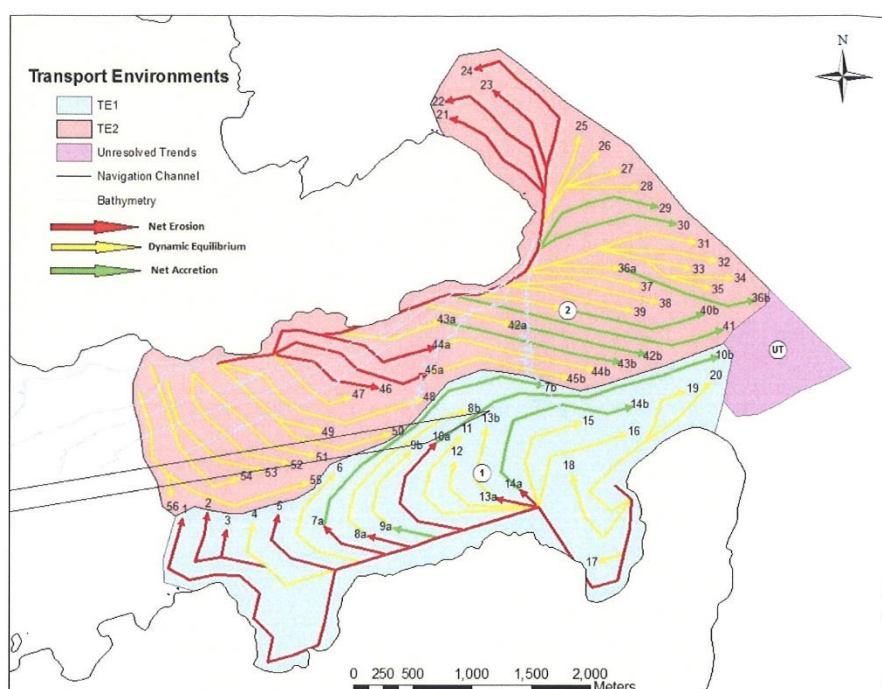 N
Transport Environments
TE1
TE2
Unresolved Trends
Navigation Channel
Bathymetry
Net Erosion
Dynamic Equilibrium
Net Accretion
24
23
22
21
25
26
27
28
29
30
31
32
33
34
35
36a
36b
37
38
39
40b
41
2
43a
42a
44a
45a
42b
43b
44b
45b
10b
UT
20
19
47
46
48
7b
8b
13b
14b
15
16
49
50
10a
11
9b
12
1
18
51
52
53
54
55
6
56
1
2
3
4
5
7a
8a
9a
13a
14a
17
0 250 500 1,000 1,500 2,000
Meters